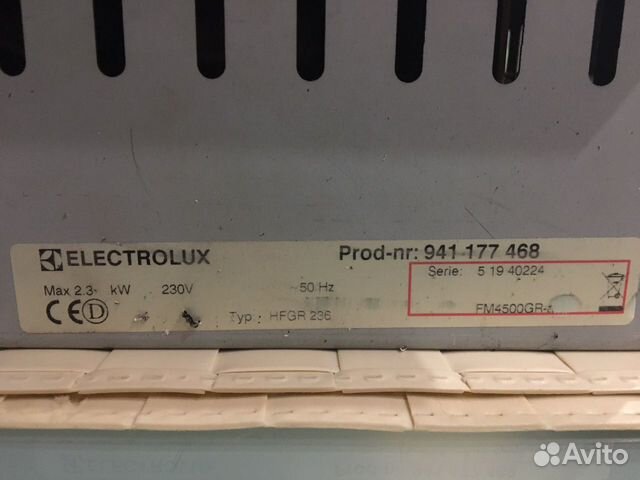 ELECTROLUX
Prod-nr: 941 177 468
Serie: 5 19 40224
Max 2.3 kW 230V ~50 Hz
CE D
Typ: HFGR 236
Avito